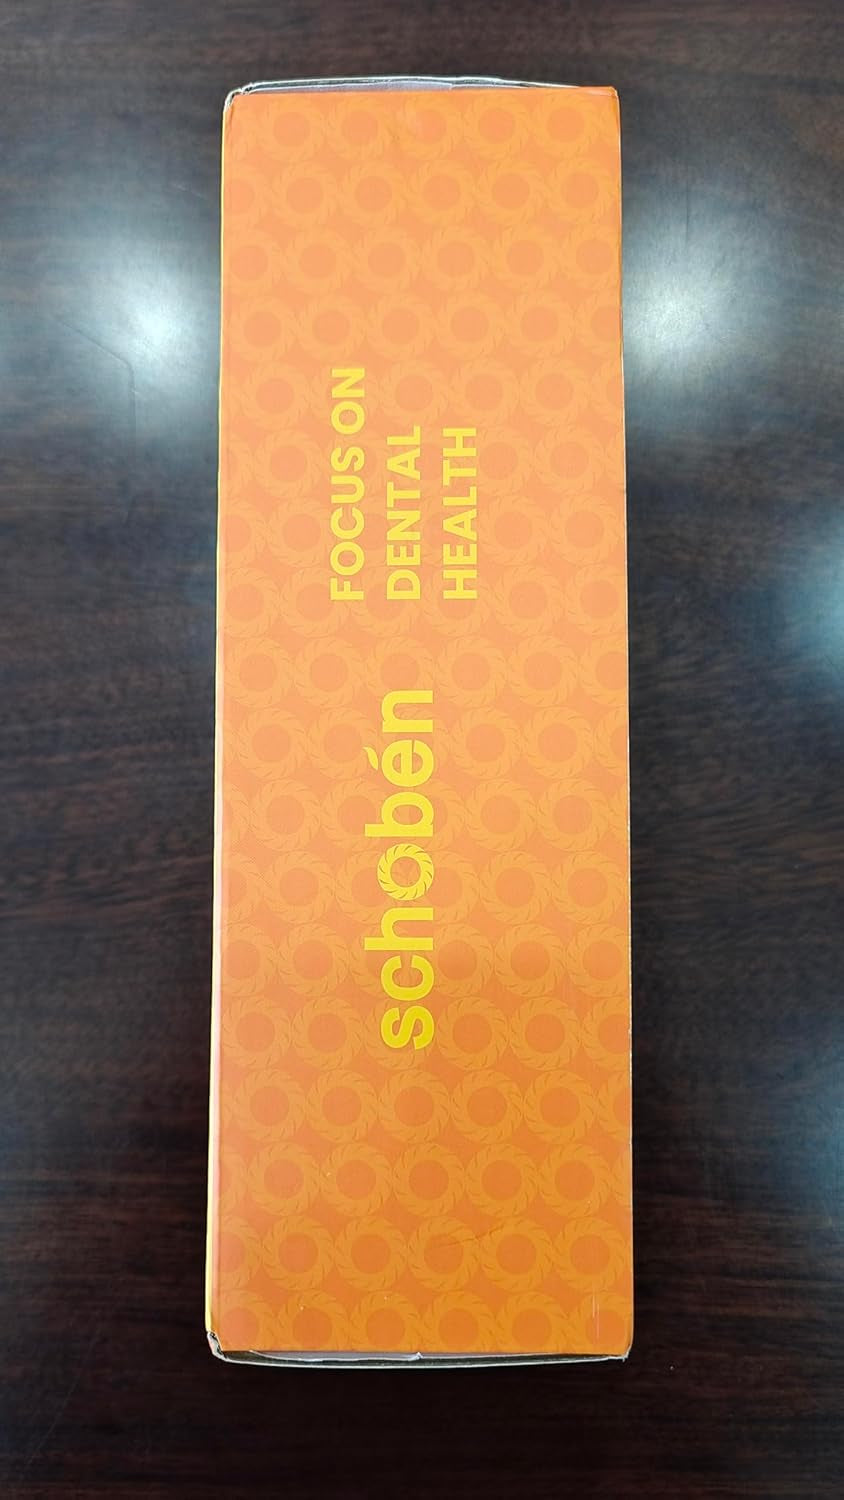 schobén
FOCUS ON
DENTAL
HEALTH